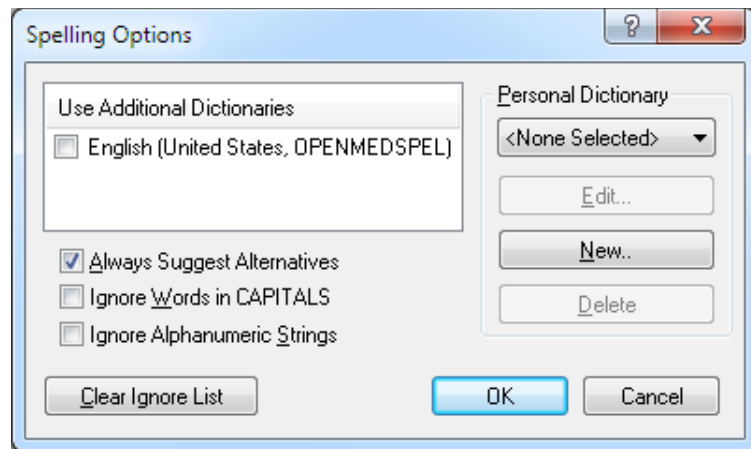 Spelling Options
?
Use Additional Dictionaries
English (United States, OPENMEDSPEL)
Always Suggest Alternatives
Ignore Words in CAPITALS
Ignore Alphanumeric Strings
Personal Dictionary
<None Selected>
Edit...
New..
Delete
Clear Ignore List
OK
Cancel